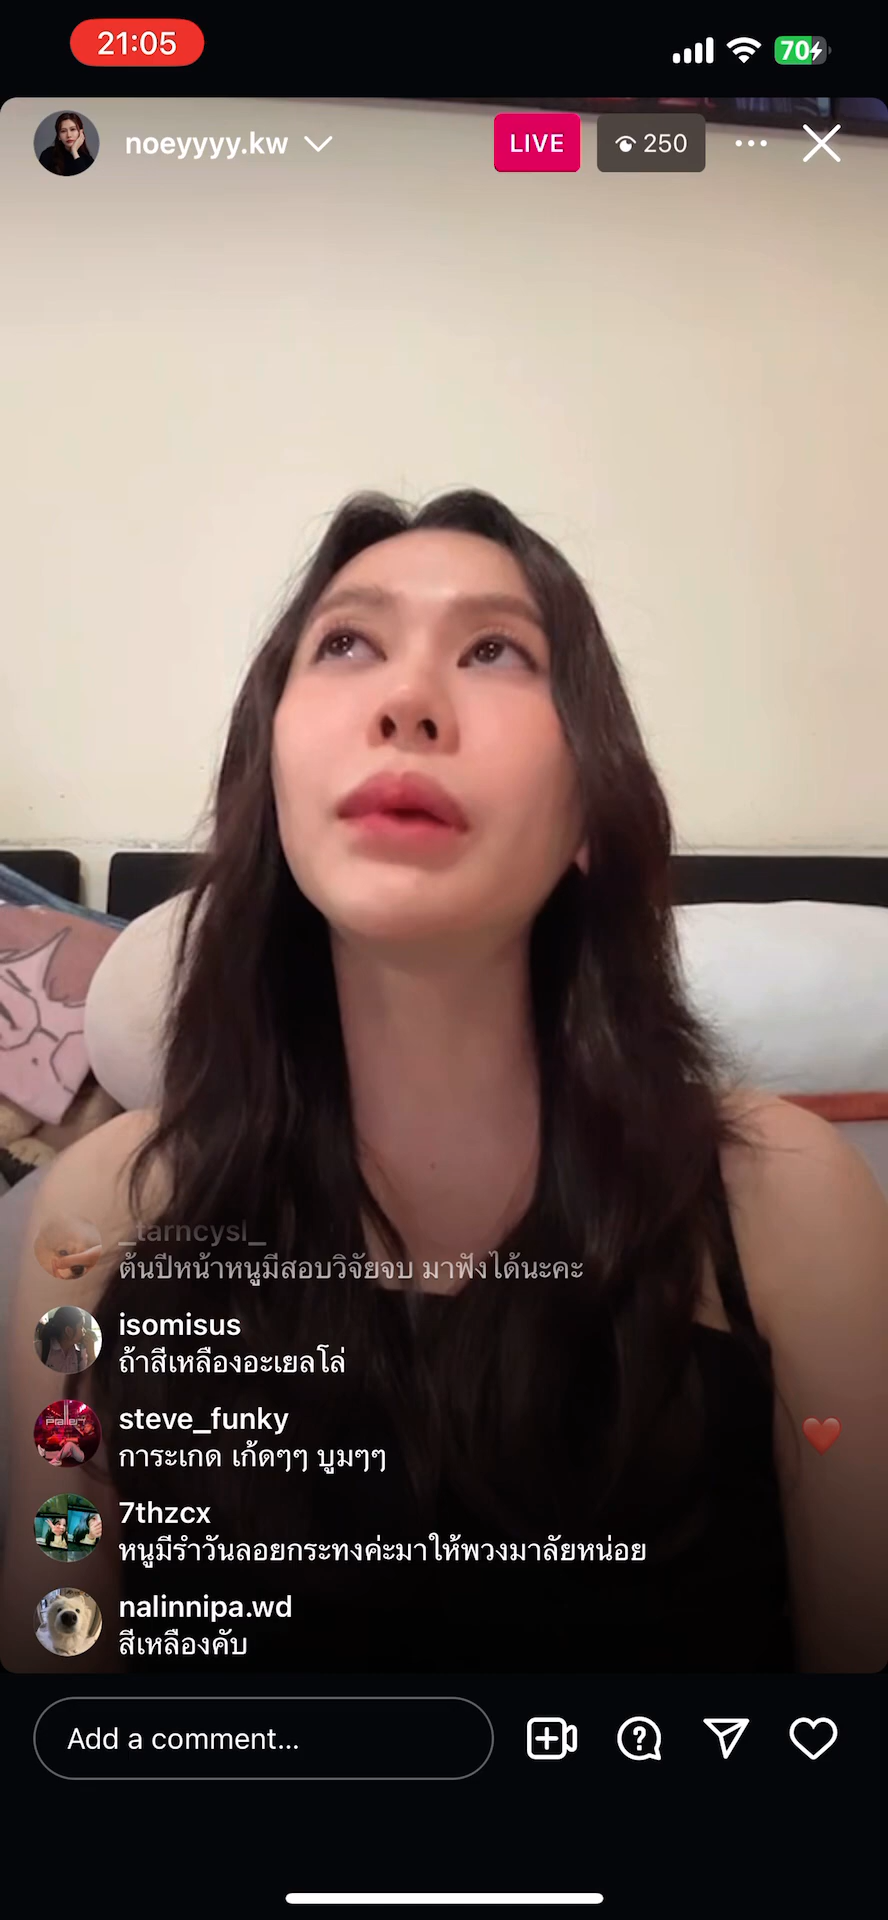 21:05
70
noeyyyy.kw
LIVE
250
_tarncysl_
ต้นปีหน้าหนูมีสอบวิจัยจบ มาฟังได้นะคะ
isomisus
ถ้าสีเหลืองอะเยลโล่
steve_funky
การะเกด เก้ดๆๆ บูมๆๆ
7thzcx
หนูมีรำวันลอยกระทงค่ะมาให้พวงมาลัยหน่อย
nalinnipa.wd
สีเหลืองคับ
Add a comment...